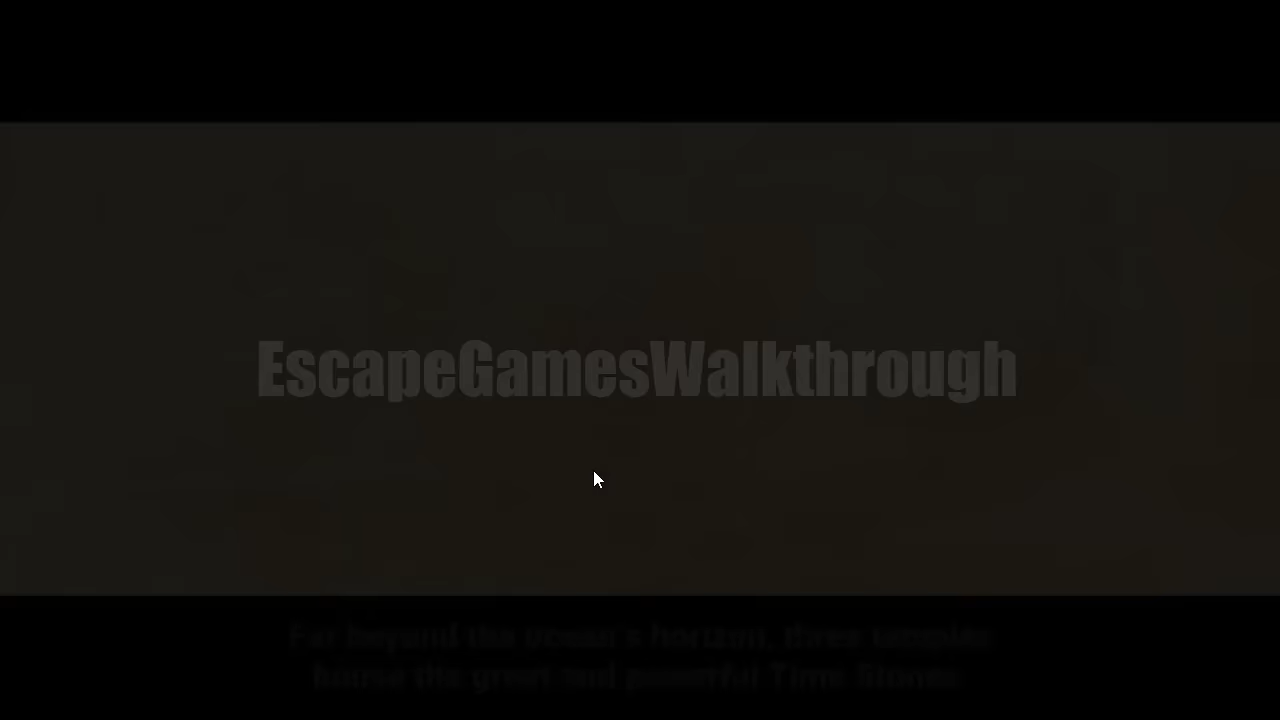 EscapeGamesWalkthrough
Far beyond the ocean's horizon, three temples
house the great and powerful Time Stones